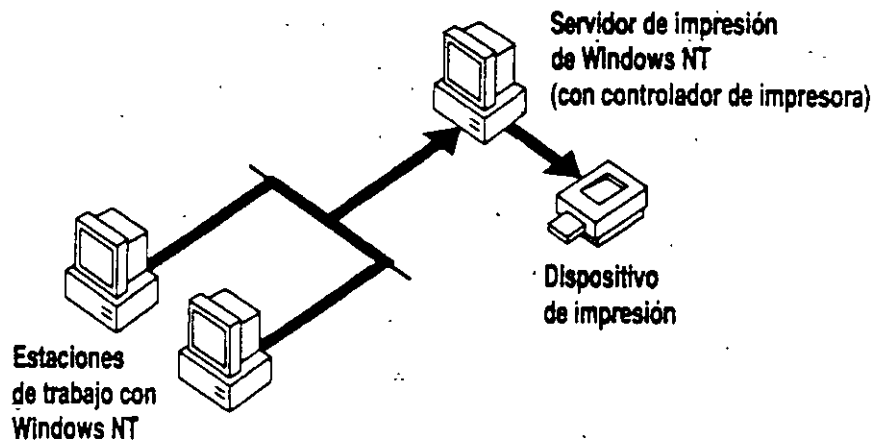 Servidor de impresión
de Windows NT
(con controlador de impresora)
Dispositivo
de impresión
Estaciones
de trabajo con
Windows NT